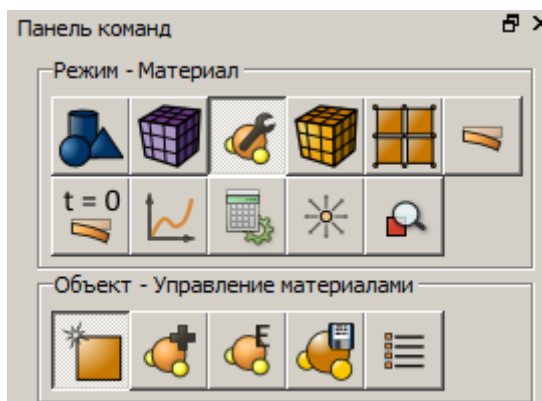 Панель команд
Режим - Материал
t = 0
Объект - Управление материалами
E